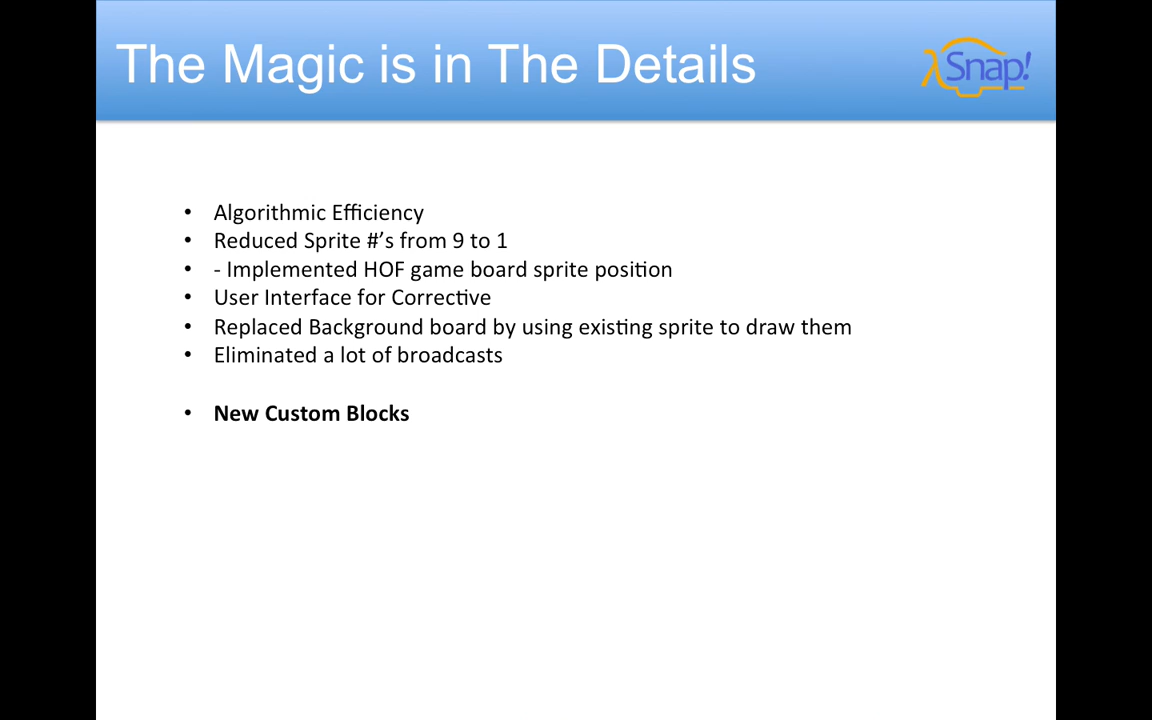 The Magic is in The Details
λSnap!
• Algorithmic Efficiency
• Reduced Sprite #’s from 9 to 1
• - Implemented HOF game board sprite position
• User Interface for Corrective
• Replaced Background board by using existing sprite to draw them
• Eliminated a lot of broadcasts
• New Custom Blocks